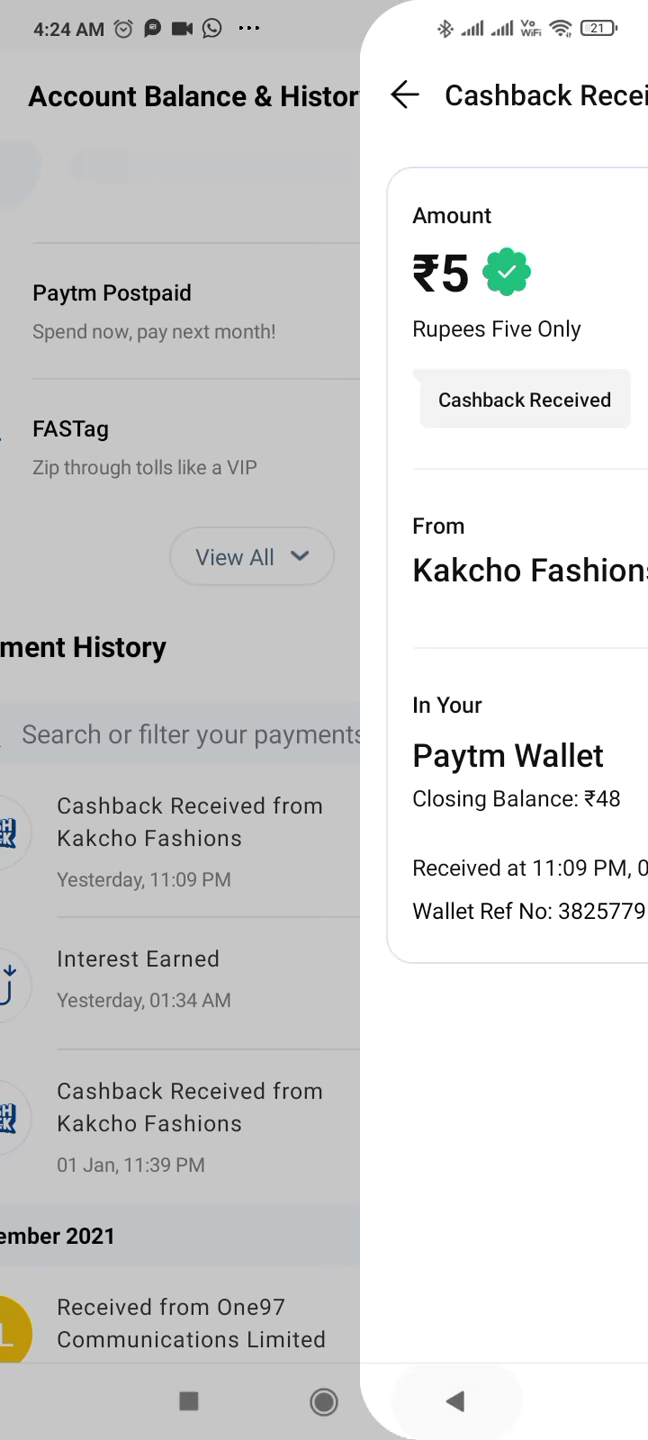 4:24 AM
Vo
WiFi
21
Account Balance & Histor
Paytm Postpaid
Spend now, pay next month!
FASTag
Zip through tolls like a VIP
View All
ment History
Search or filter your payments
Cashback Received from
Kakcho Fashions
Yesterday, 11:09 PM
Interest Earned
Yesterday, 01:34 AM
Cashback Received from
Kakcho Fashions
01 Jan, 11:39 PM
ember 2021
L
Received from One97
Communications Limited
Cashback Recei
Amount
₹5
Rupees Five Only
Cashback Received
From
Kakcho Fashions
In Your
Paytm Wallet
Closing Balance: ₹48
Received at 11:09 PM, 0
Wallet Ref No: 3825779